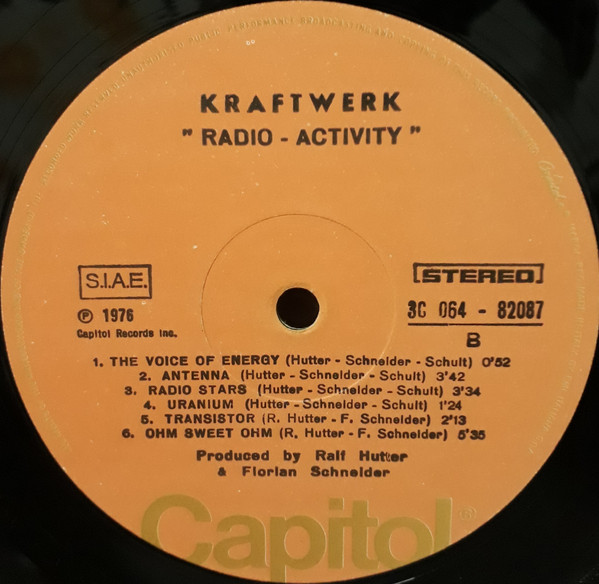 KRAFTWERK
" RADIO - ACTIVITY "
S.I.A.E.
℗ 1976
Capitol Records Inc.
[STEREO]
3C 064 - 82087
B
1. THE VOICE OF ENERGY (Hutter - Schneider - Schult) 0'52
2. ANTENNA (Hutter - Schneider - Schult) 3'42
3. RADIO STARS (Hutter - Schneider - Schult) 3'34
4. URANIUM (Hutter - Schneider - Schult) 1'24
5. TRANSISTOR (R. Hutter - F. Schneider) 2'13
6. OHM SWEET OHM (R. Hutter - F. Schneider) 5'35
Produced by Ralf Hutter
& Florian Schneider
Capitol